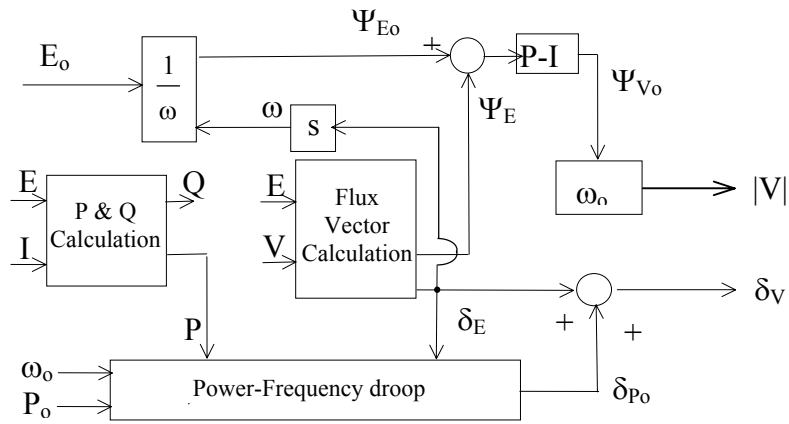 Ψ_Eo
E_o
1
ω
+
P-I
Ψ_Vo
Ψ_E
ω
s
E
I
P & Q
Calculation
Q
E
V
Flux
Vector
Calculation
ω_o
|V|
δ_V
+
+
δ_E
P
ω_o
P_o
Power-Frequency droop
δ_Po